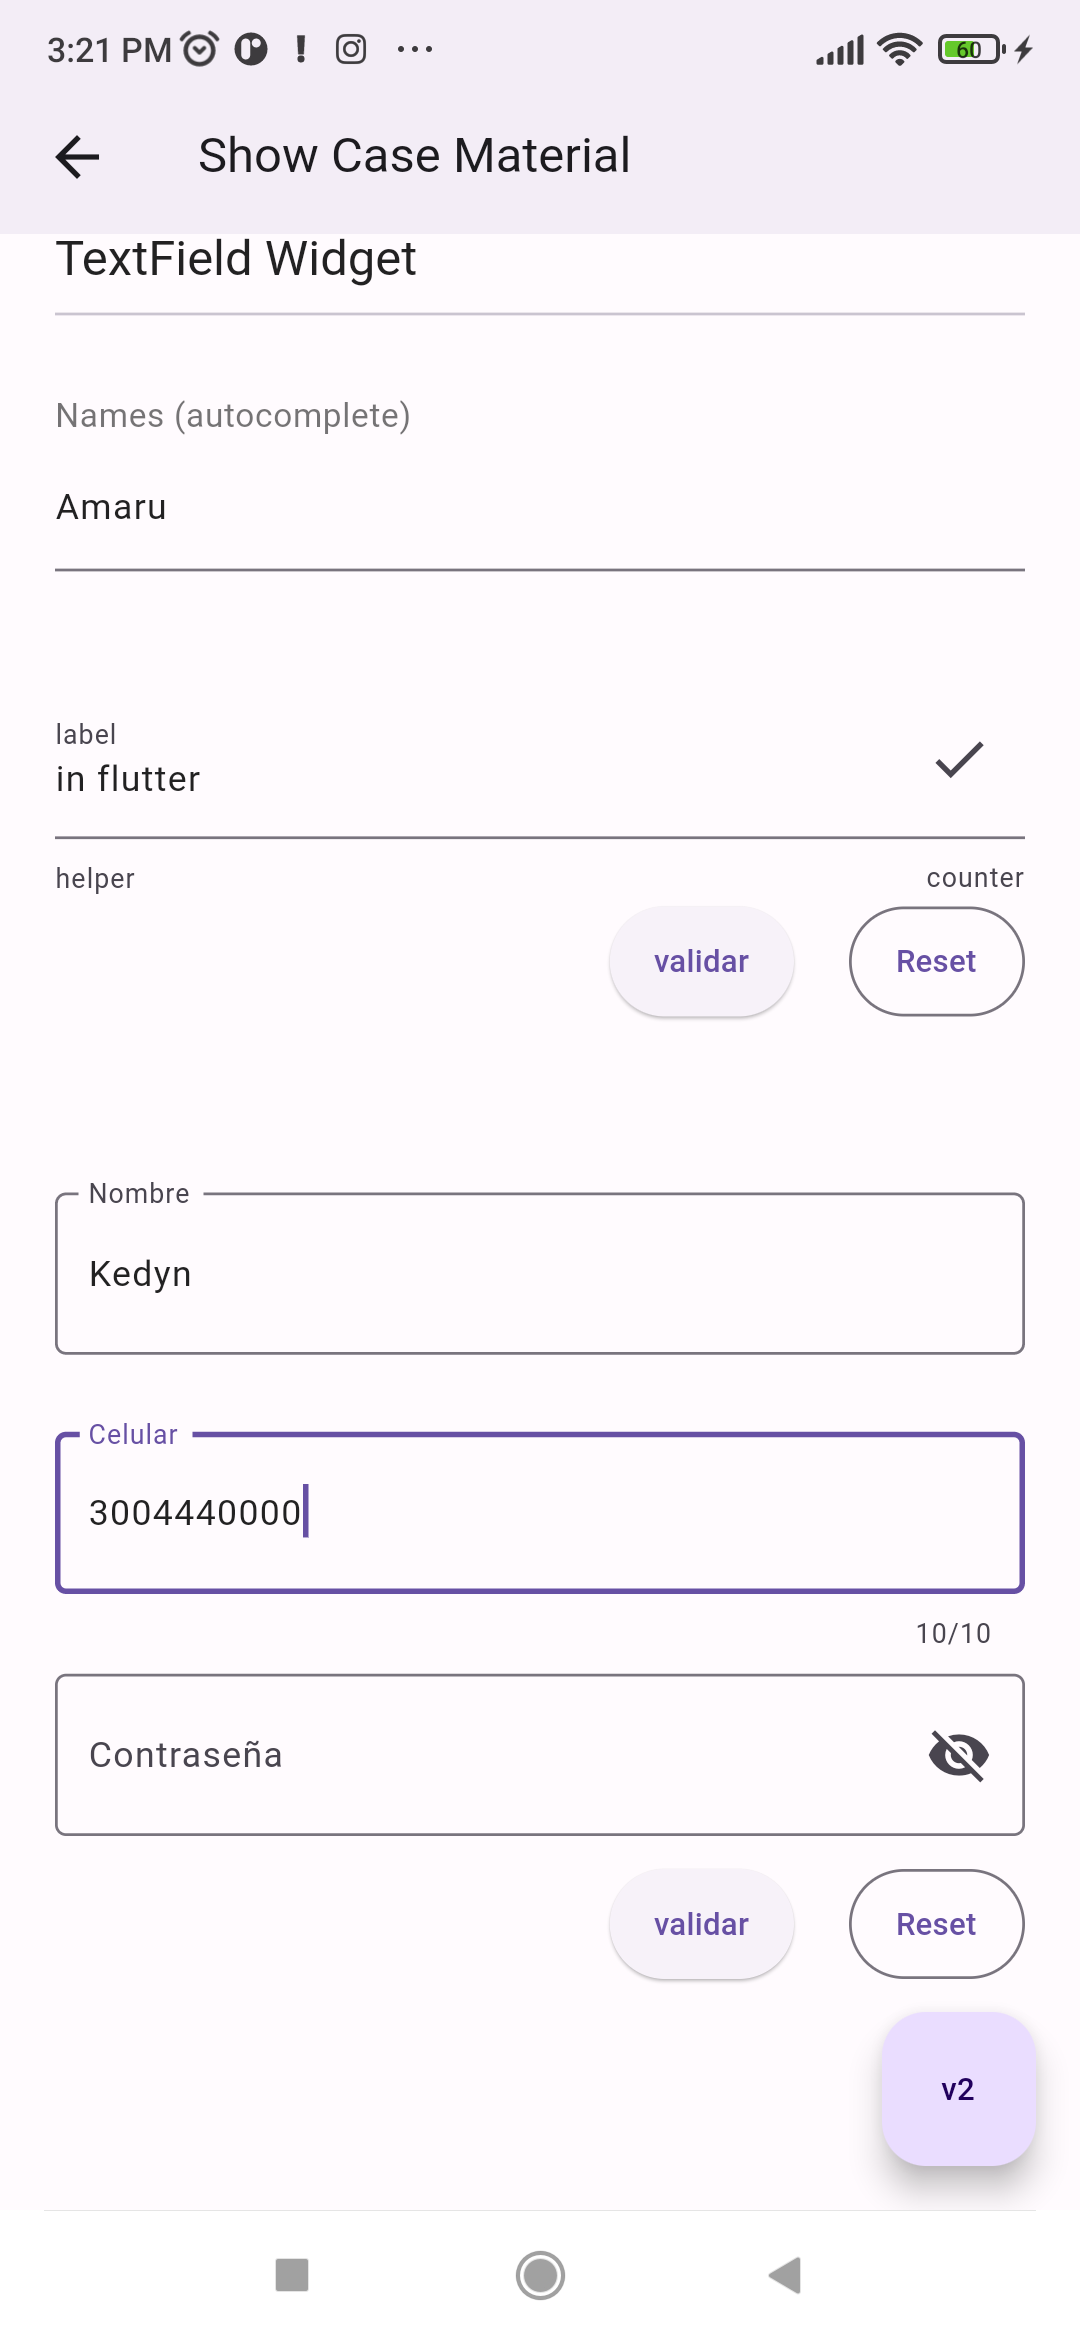 3:21 PM
60
Show Case Material
TextField Widget
Names (autocomplete)
Amaru
label
in flutter
helper
counter
validar
Reset
Nombre
Kedyn
Celular
3004440000
10/10
Contraseña
validar
Reset
v2